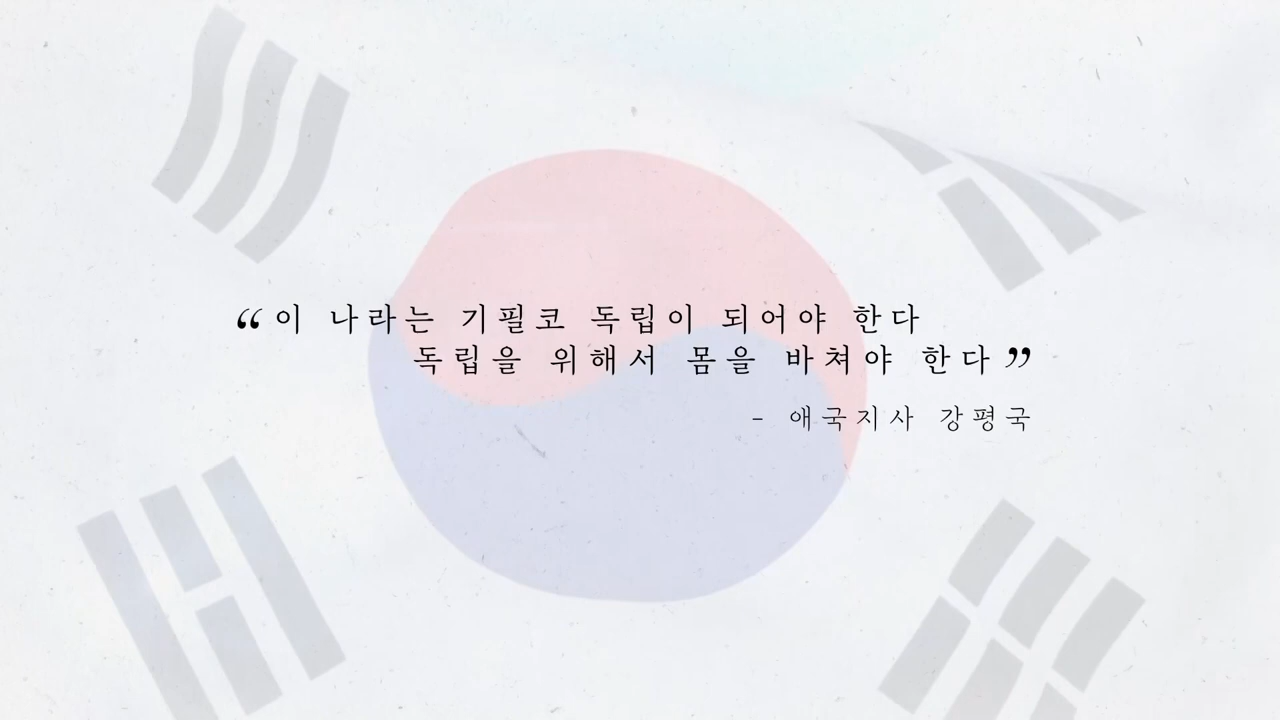 “이 나라는 기필코 독립이 되어야 한다
독립을 위해서 몸을 바쳐야 한다”
- 애국지사 강평국